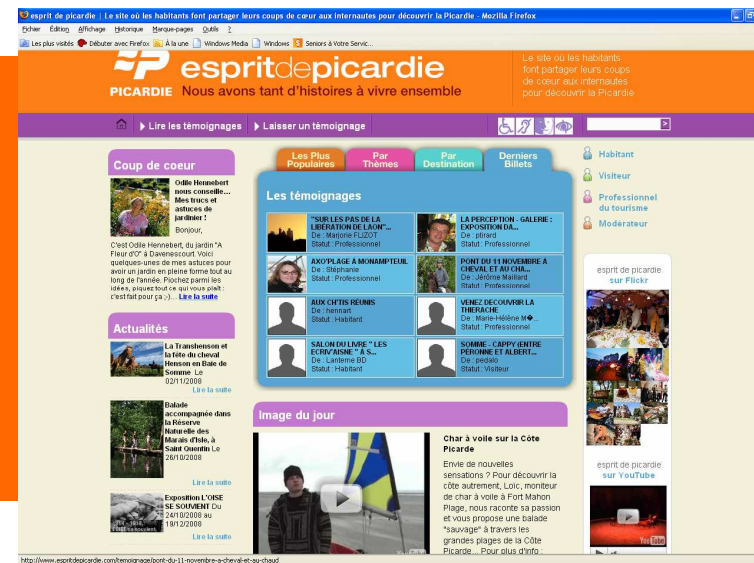 esprit de picardie | Le site où les habitants font partager leurs coups de cœur aux internautes pour découvrir la Picardie - Mozilla Firefox
Fichier Édition Affichage Historique Marque-pages Outils ?
Les plus visités Débuter avec Firefox À la une Windows Media Windows Seniors à Votre Servic...
PICARDIE
espritdepicardie
Nous avons tant d'histoires à vivre ensemble
Le site où les habitants
font partager leurs coups
de cœur aux internautes
pour découvrir la Picardie
Lire les témoignages
Laisser un témoignage
Coup de coeur
Odile Hennebert
nous conseille...
Mes trucs et
astuces de
jardinier !
Bonjour,
C'est Odile Hennebert, du jardin "A
Fleur d'O" à Davenescourt. Voici
quelques-unes de mes astuces pour
avoir un jardin en pleine forme tout au
long de l'année. Piochez parmi les
idées, piquez tout ce qui vous plaît :
c'est fait pour ça ;-)... Lire la suite
Actualités
La Transhenson et
la fête du cheval
Henson en Baie de
Somme Le
02/11/2008
Lire la suite
Balade
accompagnée dans
la Réserve
Naturelle des
Marais d'Isle, à
Saint Quentin Le
26/10/2008
Lire la suite
Exposition L'OISE
SE SOUVIENT Du
24/10/2008 au
19/12/2008
Lire la suite
Les Plus
Populaires
Par
Thèmes
Par
Destination
Derniers
Billets
Les témoignages
"SUR LES PAS DE LA
LIBERATION DE LAON"...
De : Marjorie FLIZOT
Statut : Professionnel
LA PERCEPTION - GALERIE :
EXPOSITION DA...
De : ptirard
Statut : Professionnel
AXO'PLAGE À MONAMPTEUIL
De : Stéphanie
Statut : Professionnel
PONT DU 11 NOVEMBRE A
CHEVAL ET AU CHA...
De : Jérôme Maillard
Statut : Professionnel
AUX CH'TIS RÉUNIS
De : hennart
Statut : Habitant
VENEZ DECOUVRIR LA
THIERACHE
De : Marie-Hélène M�...
Statut : Professionnel
SALON DU LIVRE " LES
ECRIV'AISNE " À S...
De : Lanterne BD
Statut : Habitant
SOMME - CAPPY (ENTRE
PÉRONNE ET ALBERT...
De : pedalo
Statut : Visiteur
Image du jour
Char à voile sur la Côte
Picarde
Envie de nouvelles
sensations ? Pour découvrir la
côte autrement, Loïc, moniteur
de char à voile à Fort Mahon
Plage, nous raconte sa passion
et vous propose une balade
"sauvage" à travers les
grandes plages de la Côte
Picarde... Pour plus d'info :
Habitant
Visiteur
Professionnel
du tourisme
Modérateur
esprit de picardie
sur Flickr
esprit de picardie
sur YouTube
YouTube
http://www.espritdepicardie.com/temoignage/pont-du-11-novembre-a-cheval-et-au-chaud